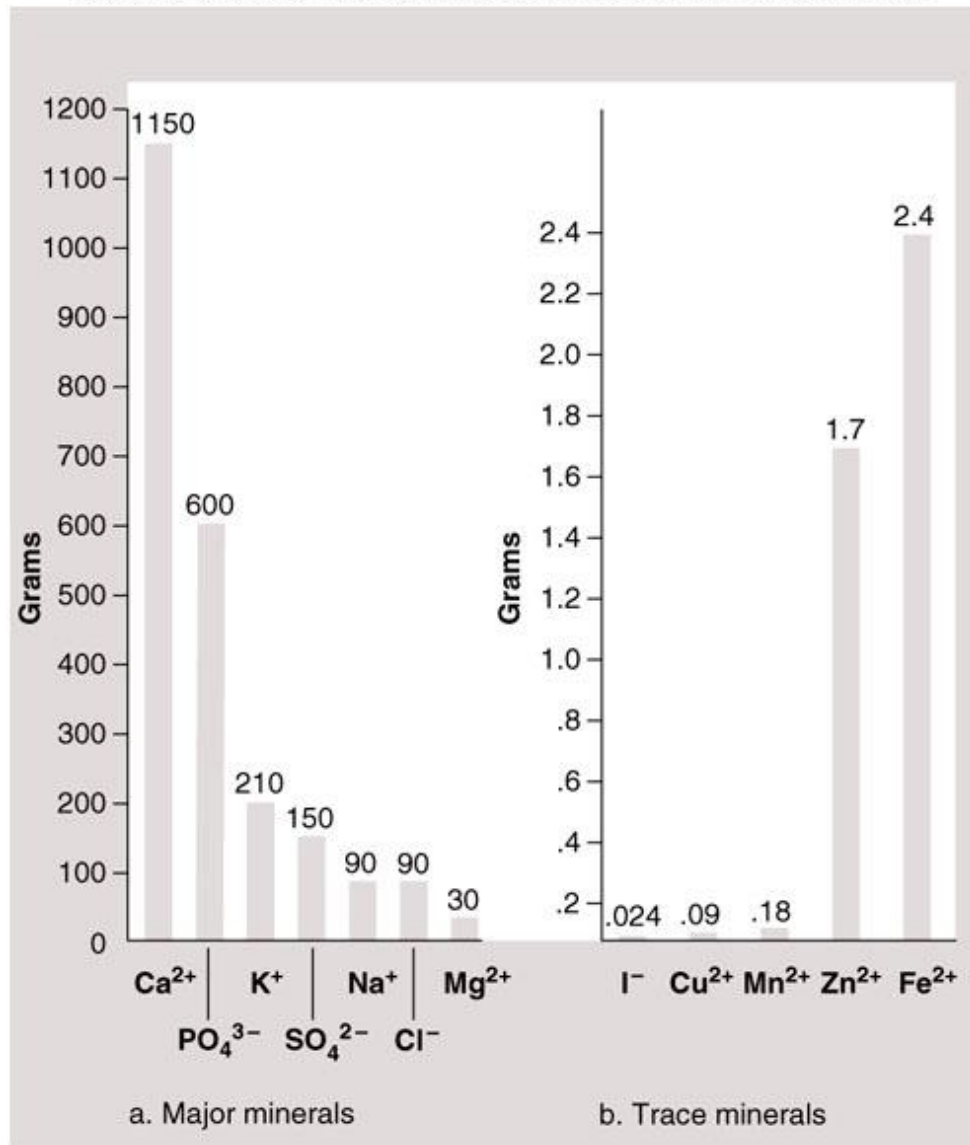 1200
1100
1000
900
800
700
600
500
400
300
200
100
0
Grams
1150
600
210
150
90
90
30
Ca²⁺
PO₄³⁻
K⁺
SO₄²⁻
Na⁺
Cl⁻
Mg²⁺
a. Major minerals
2.4
2.2
2.0
1.8
1.6
1.4
1.2
1.0
.8
.6
.4
.2
Grams
.024
.09
.18
1.7
2.4
I⁻
Cu²⁺
Mn²⁺
Zn²⁺
Fe²⁺
b. Trace minerals